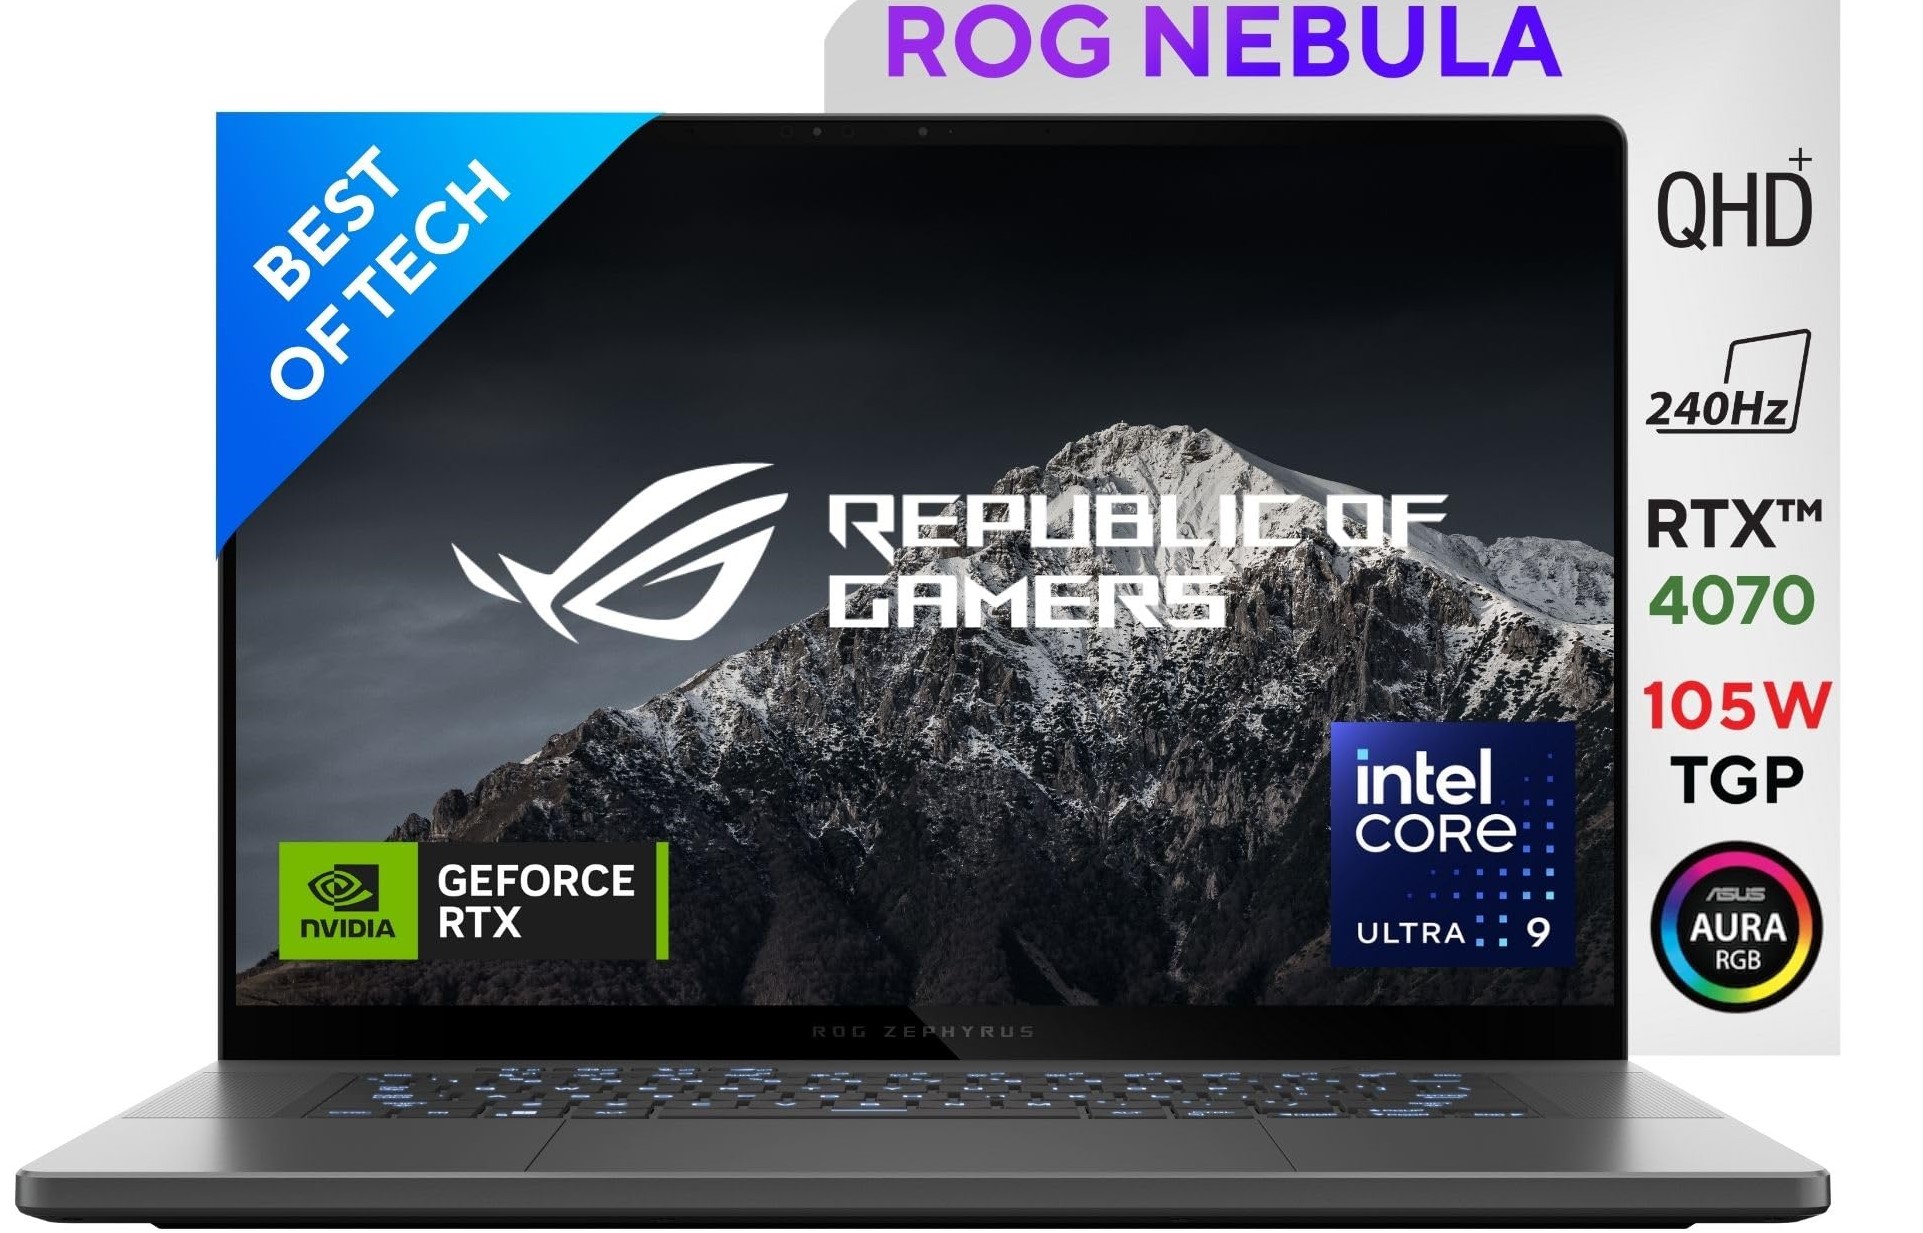 ROG NEBULA
BEST
OF TECH
QHD+
240Hz
REPUBLIC OF
GAMERS
RTX™
4070
105W
TGP
intel
CORe
ULTRA 9
NVIDIA
GEFORCE
RTX
ASUS
AURA
RGB
ROG ZEPHYRUS